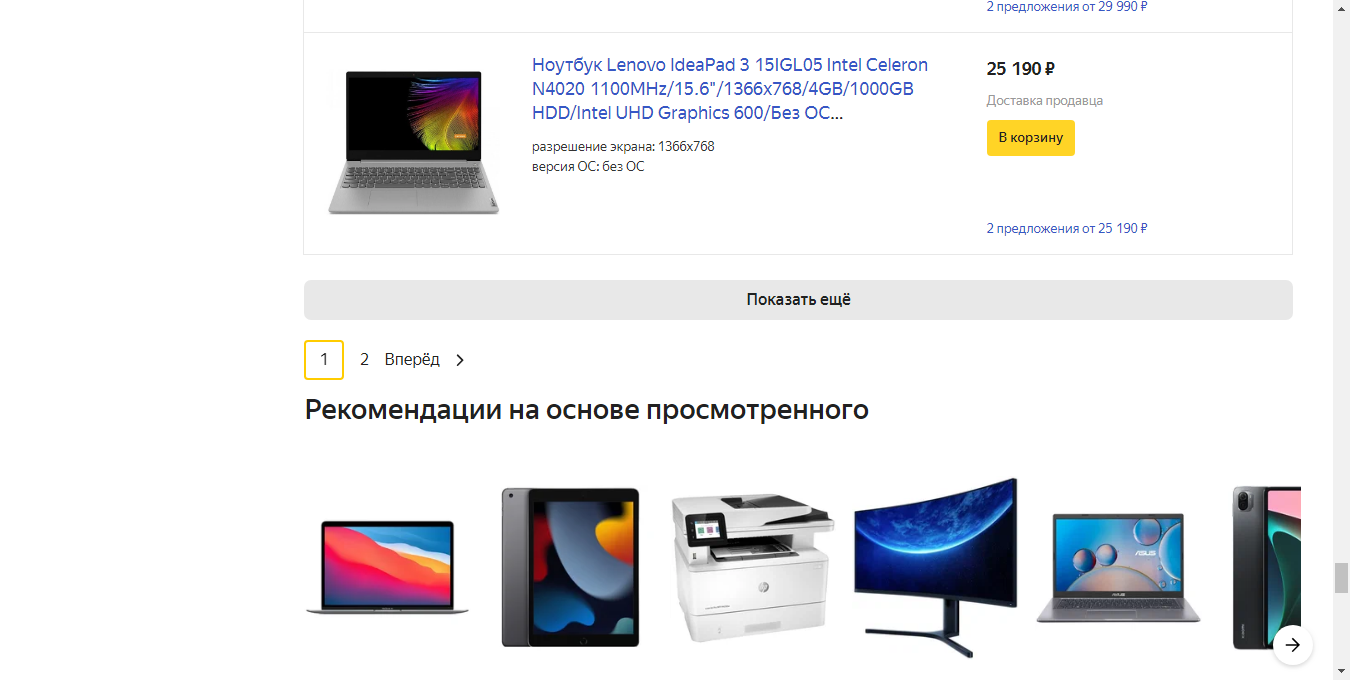 2 предложения от 29 990 ₽
Ноутбук Lenovo IdeaPad 3 15IGL05 Intel Celeron
N4020 1100MHz/15.6"/1366x768/4GB/1000GB
HDD/Intel UHD Graphics 600/Без ОС...
25 190 ₽
Доставка продавца
В корзину
разрешение экрана: 1366x768
версия ОС: без ОС
2 предложения от 25 190 ₽
Показать ещё
1 2 Вперёд
Рекомендации на основе просмотренного
ASUS
hp